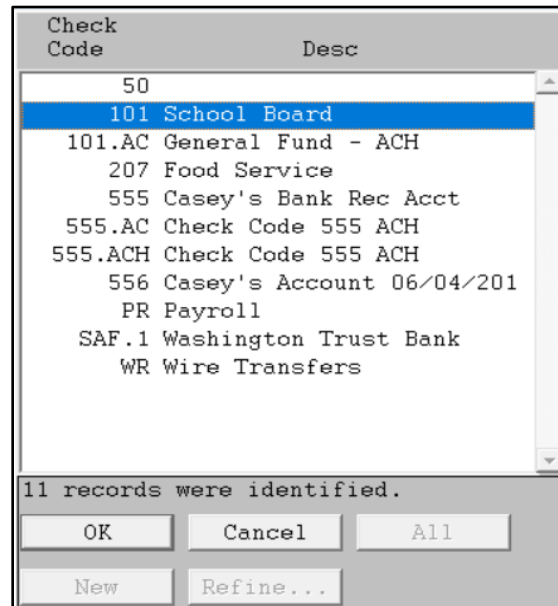 Check
Code Desc
50
101 School Board
101.AC General Fund - ACH
207 Food Service
555 Casey's Bank Rec Acct
555.AC Check Code 555 ACH
555.ACH Check Code 555 ACH
556 Casey's Account 06/04/201
PR Payroll
SAF.1 Washington Trust Bank
WR Wire Transfers
11 records were identified.
OK Cancel All
New Refine...